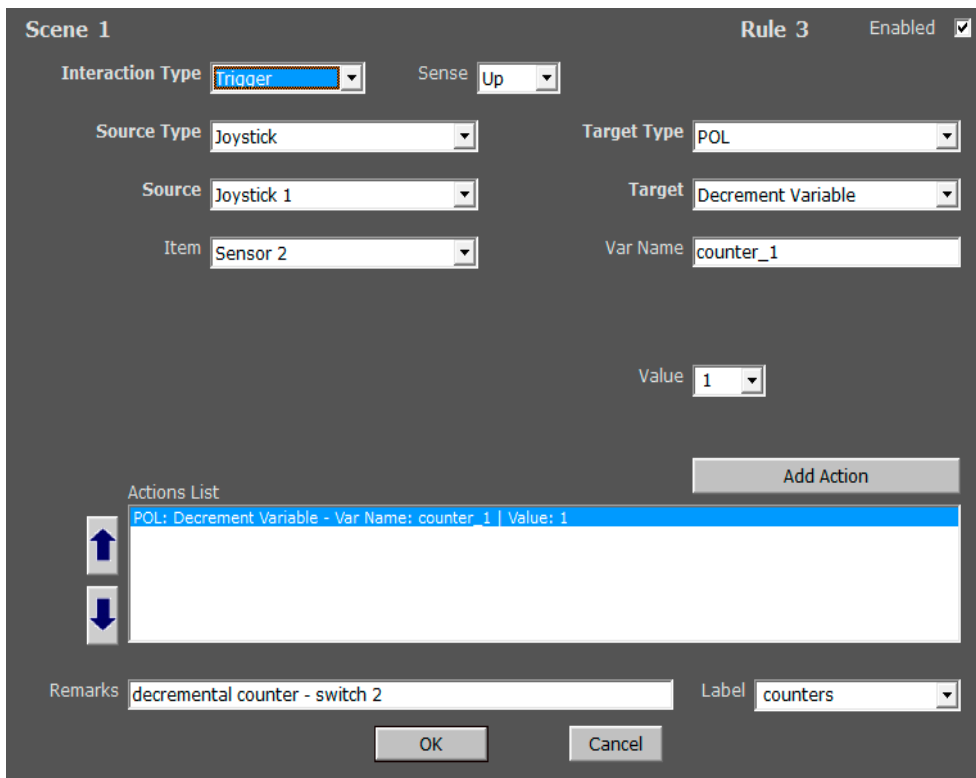 Scene 1 Rule 3 Enabled
Interaction Type Trigger Sense Up
Source Type Joystick Target Type POL
Source Joystick 1 Target Decrement Variable
Item Sensor 2 Var Name counter_1
Value 1
Add Action
Actions List
POL: Decrement Variable - Var Name: counter_1 | Value: 1
Remarks decremental counter - switch 2 Label counters
OK Cancel